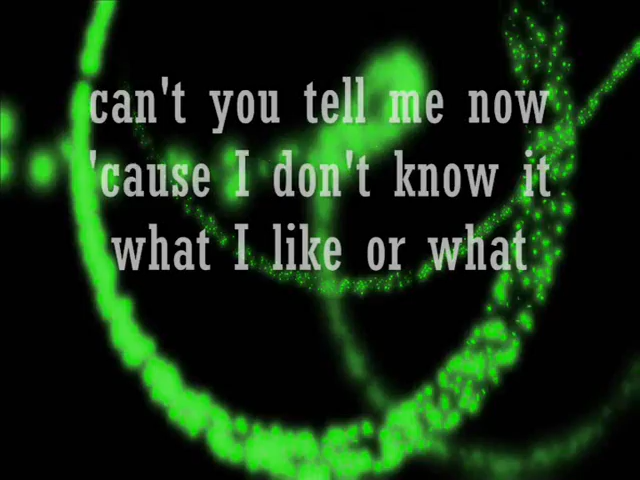 can't you tell me now
'cause I don't know it
what I like or what